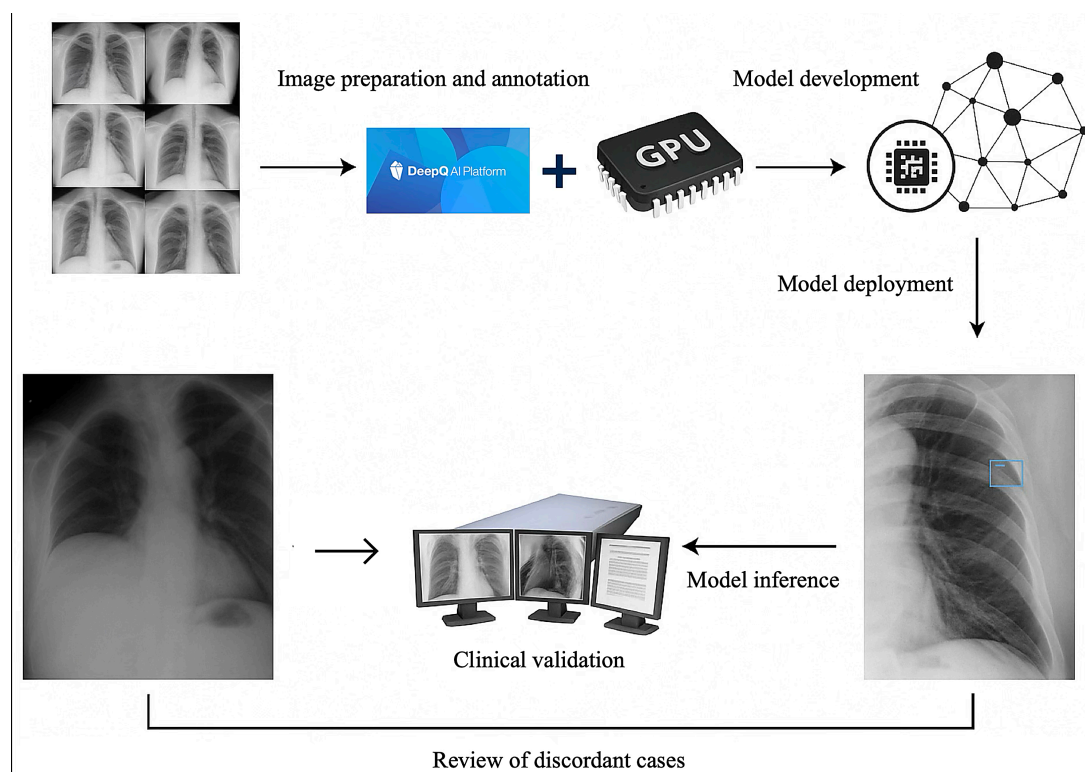 Image preparation and annotation
Model development
DeepQ AI Platform
GPU
Model deployment
Model inference
Clinical validation
Review of discordant cases